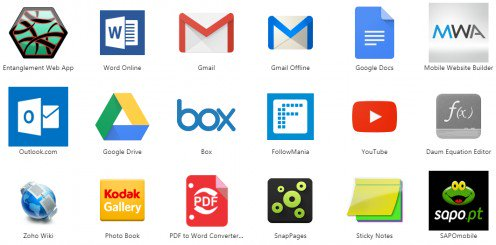 MWA
Entanglement Web App
Word Online
Gmail
Gmail Offline
Google Docs
Mobile Website Builder
box
f(x)
Outlook.com
Google Drive
Box
FollowMania
YouTube
Daum Equation Editor
Kodak
Gallery
PDF
sapo.pt
Zoho Wiki
Photo Book
PDF to Word Converter...
SnapPages
Sticky Notes
SAPOmobile